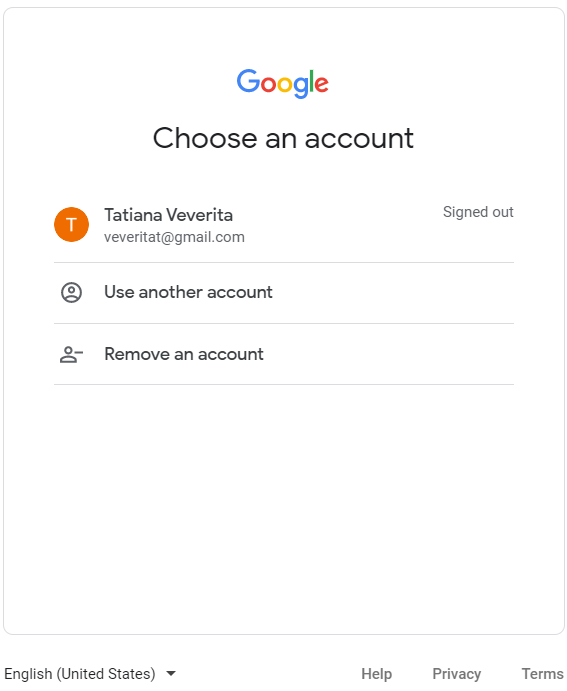 Google
Choose an account
T
Tatiana Veverita
Signed out
veveritat@gmail.com
Use another account
Remove an account
English (United States)
Help
Privacy
Terms